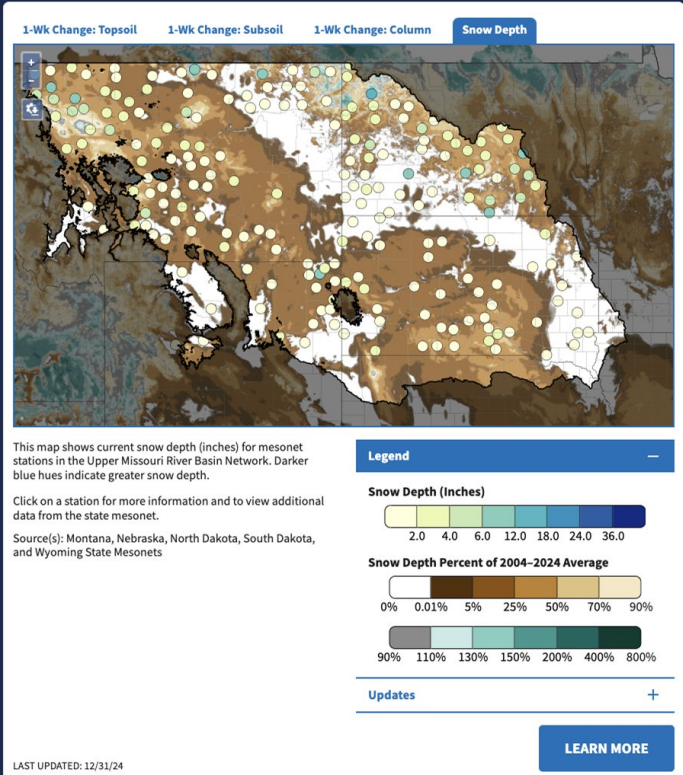 1-Wk Change: Topsoil 1-Wk Change: Subsoil 1-Wk Change: Column Snow Depth
+
−
This map shows current snow depth (inches) for mesonet
stations in the Upper Missouri River Basin Network. Darker
blue hues indicate greater snow depth.
Click on a station for more information and to view additional
data from the state mesonet.
Source(s): Montana, Nebraska, North Dakota, South Dakota,
and Wyoming State Mesonets
LAST UPDATED: 12/31/24
Legend −
Snow Depth (Inches)
2.0 4.0 6.0 12.0 18.0 24.0 36.0
Snow Depth Percent of 2004–2024 Average
0% 0.01% 5% 25% 50% 70% 90%
90% 110% 130% 150% 200% 400% 800%
Updates +
LEARN MORE